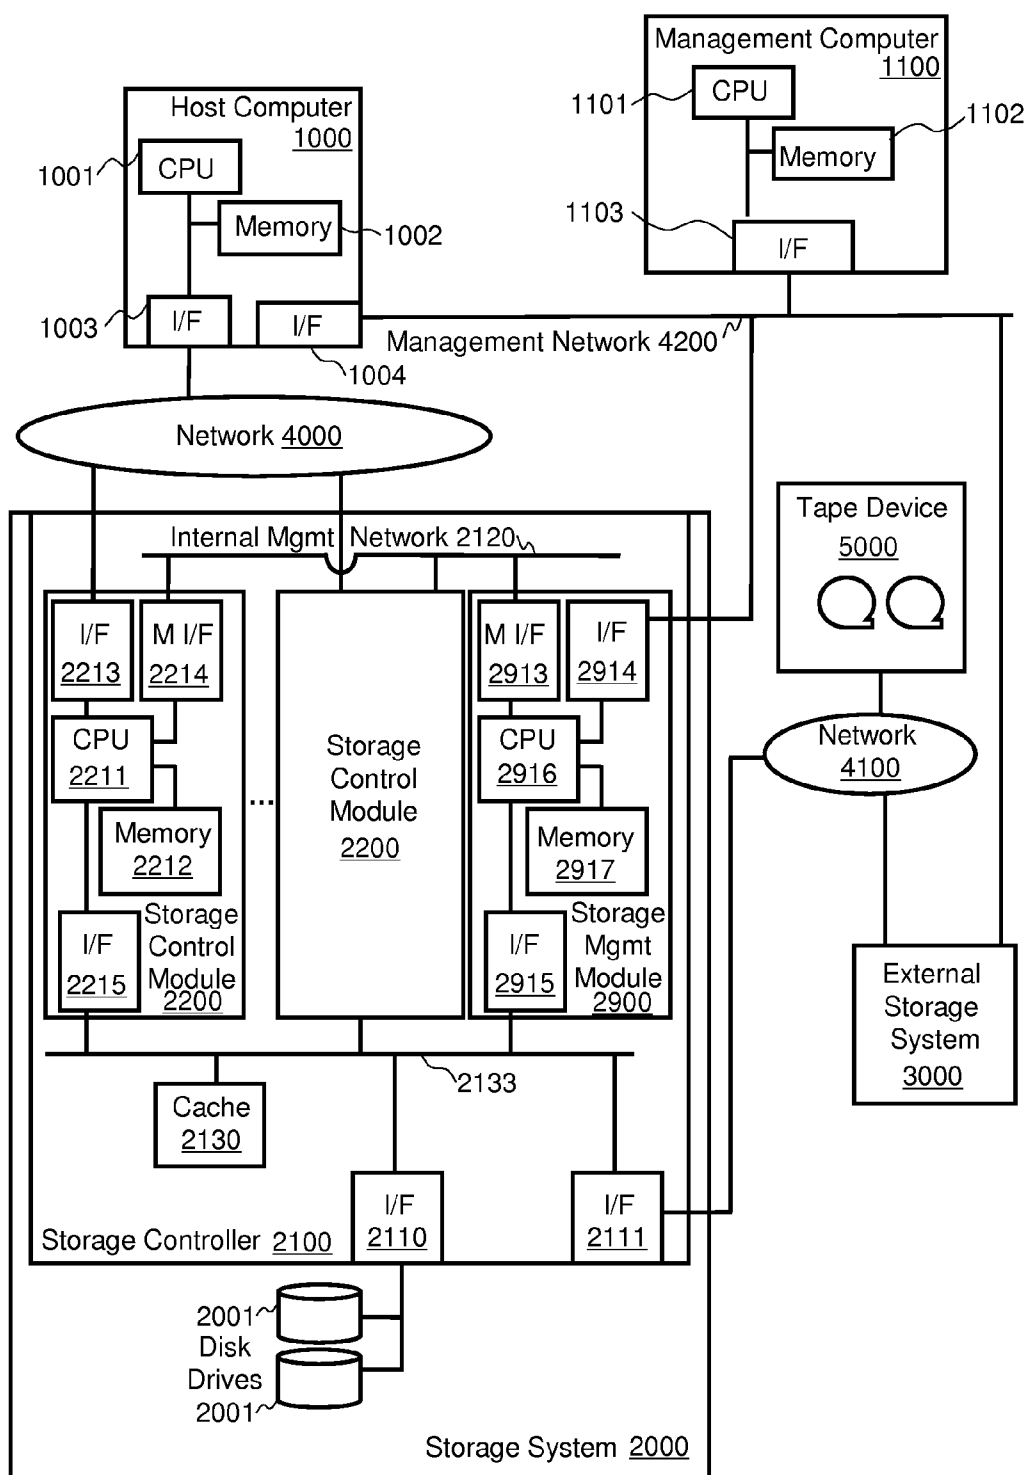 Management Computer
1100
1101
CPU
1102
Memory
1103
I/F
Host Computer
1000
1001
CPU
Memory
1002
1003
I/F
I/F
1004
Management Network 4200
Network 4000
Tape Device
5000
Internal Mgmt Network 2120
I/F
2213
M I/F
2214
CPU
2211
Memory
2212
I/F
2215
Storage
Control
Module
2200
...
Storage
Control
Module
2200
M I/F
2913
I/F
2914
CPU
2916
Memory
2917
I/F
2915
Storage
Mgmt
Module
2900
Network
4100
External
Storage
System
3000
2133
Cache
2130
I/F
2110
I/F
2111
Storage Controller 2100
2001
Disk
Drives
2001
Storage System 2000